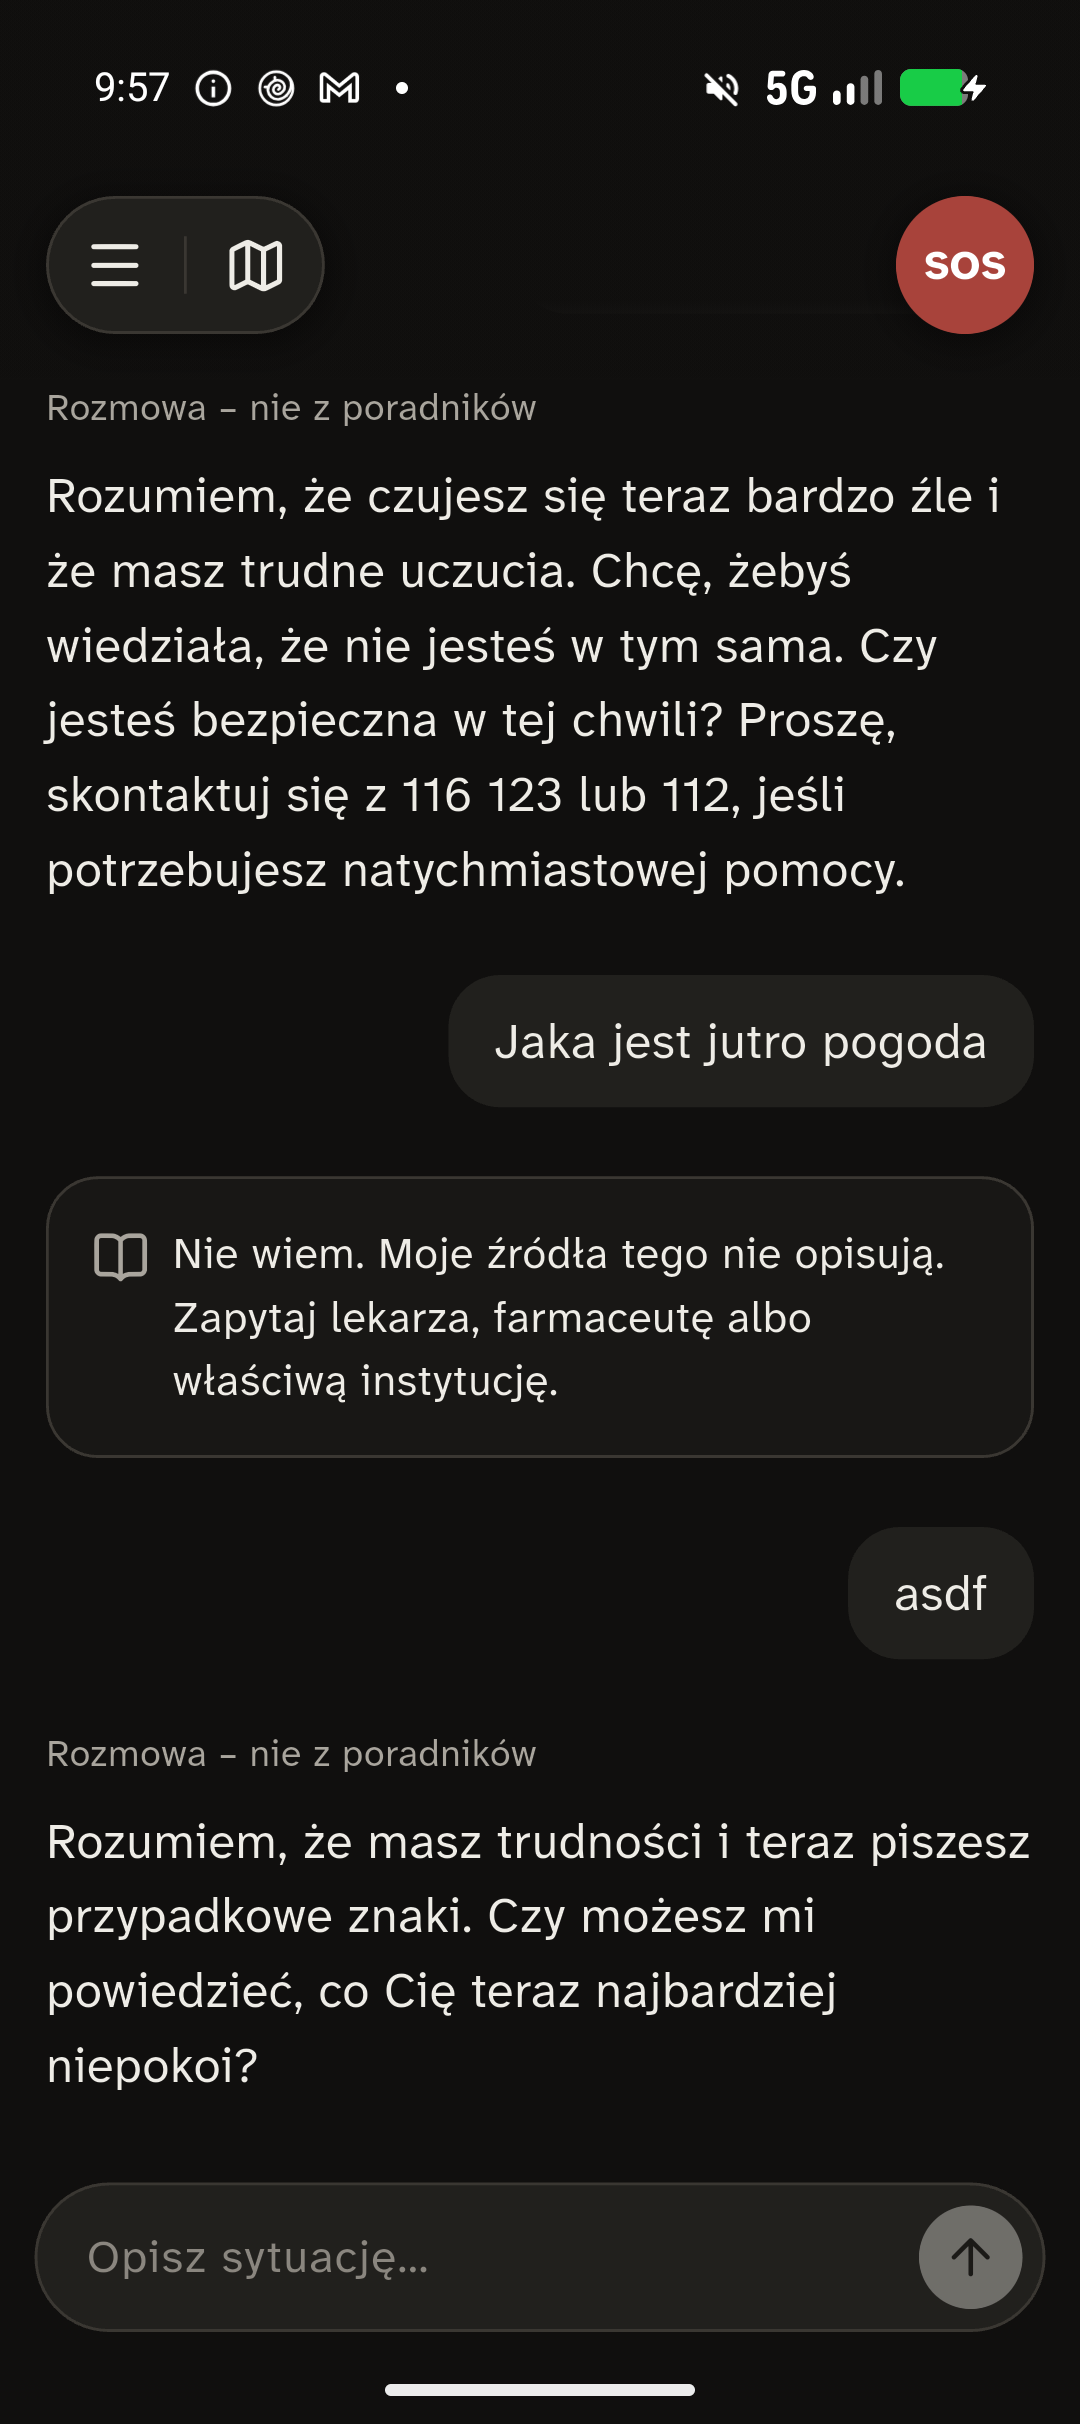 9:57
5G
SOS
Rozmowa – nie z poradników
Rozumiem, że czujesz się teraz bardzo źle i
że masz trudne uczucia. Chcę, żebyś
wiedziała, że nie jesteś w tym sama. Czy
jesteś bezpieczna w tej chwili? Proszę,
skontaktuj się z 116 123 lub 112, jeśli
potrzebujesz natychmiastowej pomocy.
Jaka jest jutro pogoda
Nie wiem. Moje źródła tego nie opisują.
Zapytaj lekarza, farmaceutę albo
właściwą instytucję.
asdf
Rozmowa – nie z poradników
Rozumiem, że masz trudności i teraz piszesz
przypadkowe znaki. Czy możesz mi
powiedzieć, co Cię teraz najbardziej
niepokoi?
Opisz sytuację...